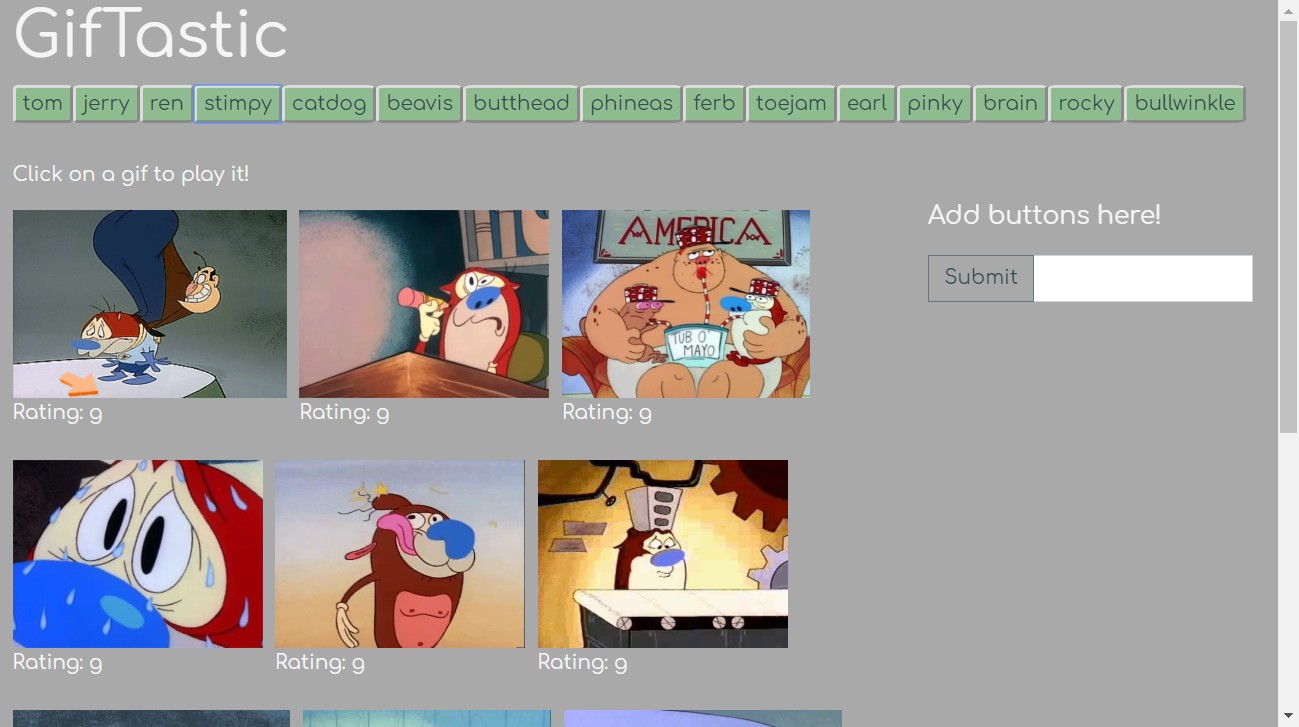 GifTastic
tom jerry ren stimpy catdog beavis butthead phineas ferb toejam earl pinky brain rocky bullwinkle
Click on a gif to play it!
Add buttons here!
Submit
AMERICA
TUB O'
MAYO
Rating: g Rating: g Rating: g
Rating: g Rating: g Rating: g